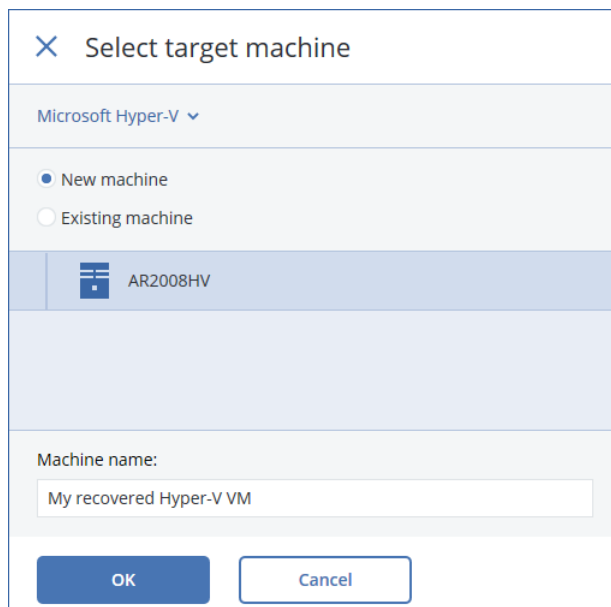 Select target machine
Microsoft Hyper-V
New machine
Existing machine
AR2008HV
Machine name:
My recovered Hyper-V VM
OK Cancel